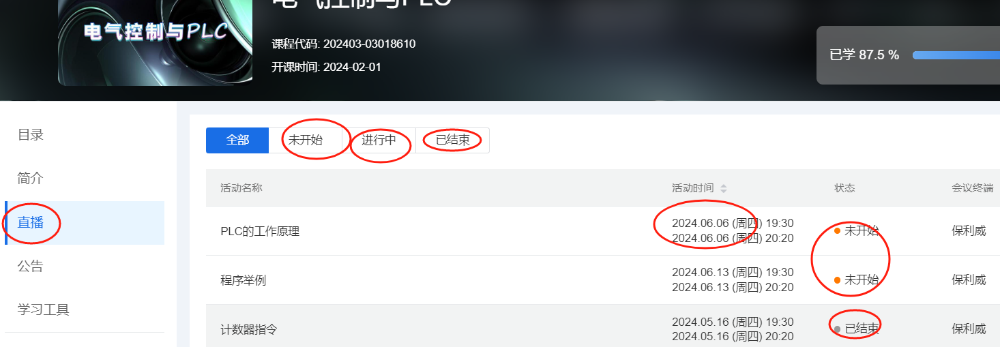 电气控制与PLC
电气控制与PLC
课程代码: 202403-03018610
开课时间: 2024-02-01
已学 87.5 %
目录
简介
直播
公告
学习工具
全部 未开始 进行中 已结束
活动名称 活动时间 状态 会议终端
PLC的工作原理 2024.06.06 (周四) 19:30 未开始 保利威
2024.06.06 (周四) 20:20
程序举例 2024.06.13 (周四) 19:30 未开始 保利威
2024.06.13 (周四) 20:20
计数器指令 2024.05.16 (周四) 19:30 已结束 保利威
2024.05.16 (周四) 20:20